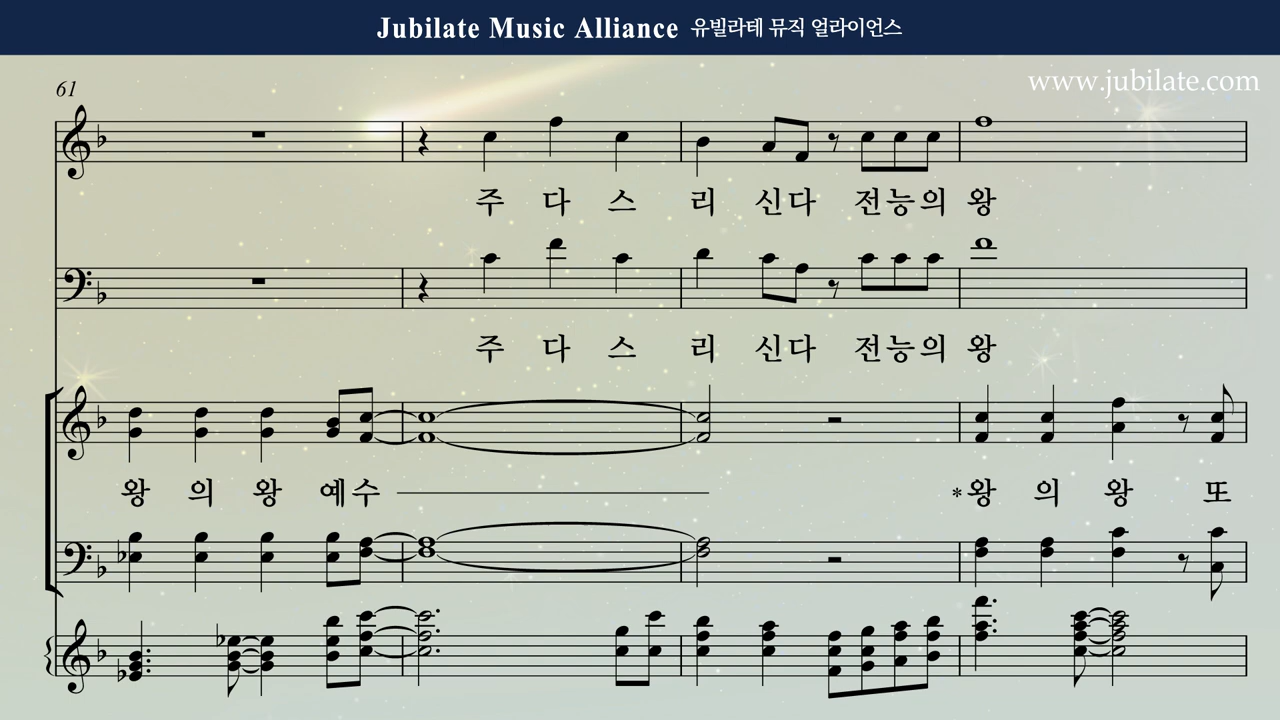 Jubilate Music Alliance 유빌라테 뮤직 얼라이언스
www.jubilate.com
61
주 다 스 리 신다 전능의 왕
주 다 스 리 신다 전능의 왕
왕 의 왕 예수 *왕 의 왕 또